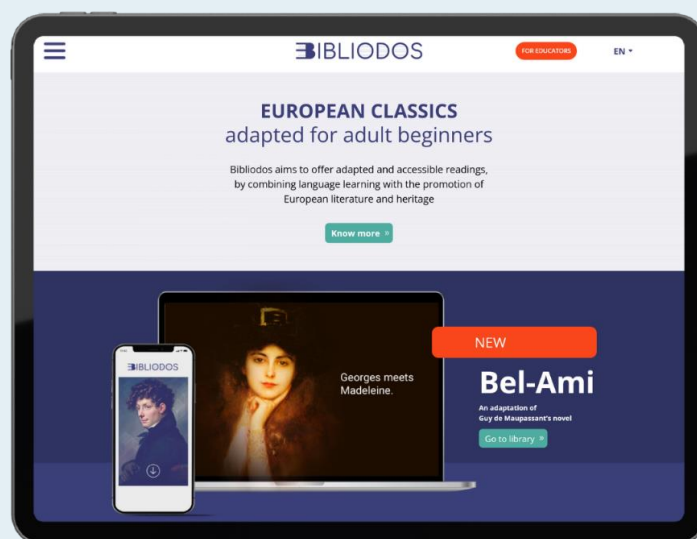 BIBLIODOS
FOR EDUCATORS
EN
EUROPEAN CLASSICS
adapted for adult beginners
Bibliodos aims to offer adapted and accessible readings,
by combining language learning with the promotion of
European literature and heritage
Know more »
NEW
Georges meets
Madeleine.
BIBLIODOS
Bel-Ami
An adaptation of
Guy de Maupassant's novel
Go to library »